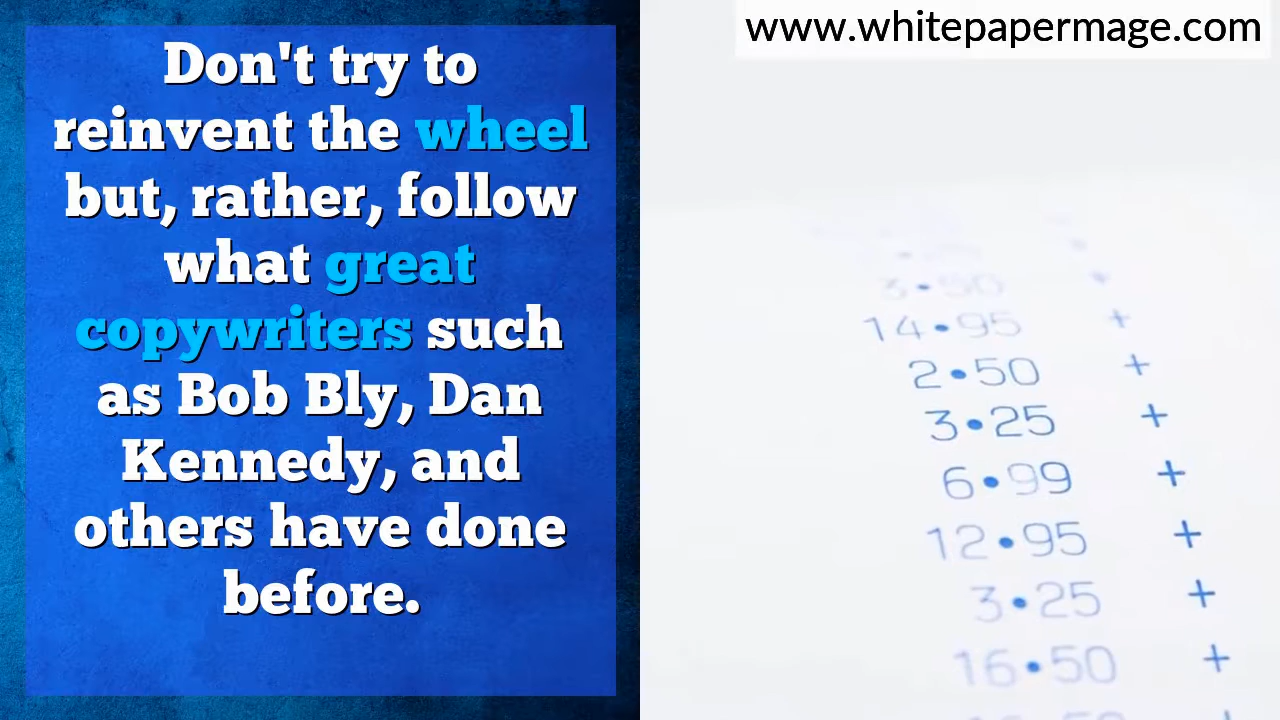 Don't try to
reinvent the wheel
but, rather, follow
what great
copywriters such
as Bob Bly, Dan
Kennedy, and
others have done
before.
www.whitepapermage.com
3•50
14•95 +
2•50 +
3•25 +
6•99 +
12•95 +
3•25 +
16•50 +